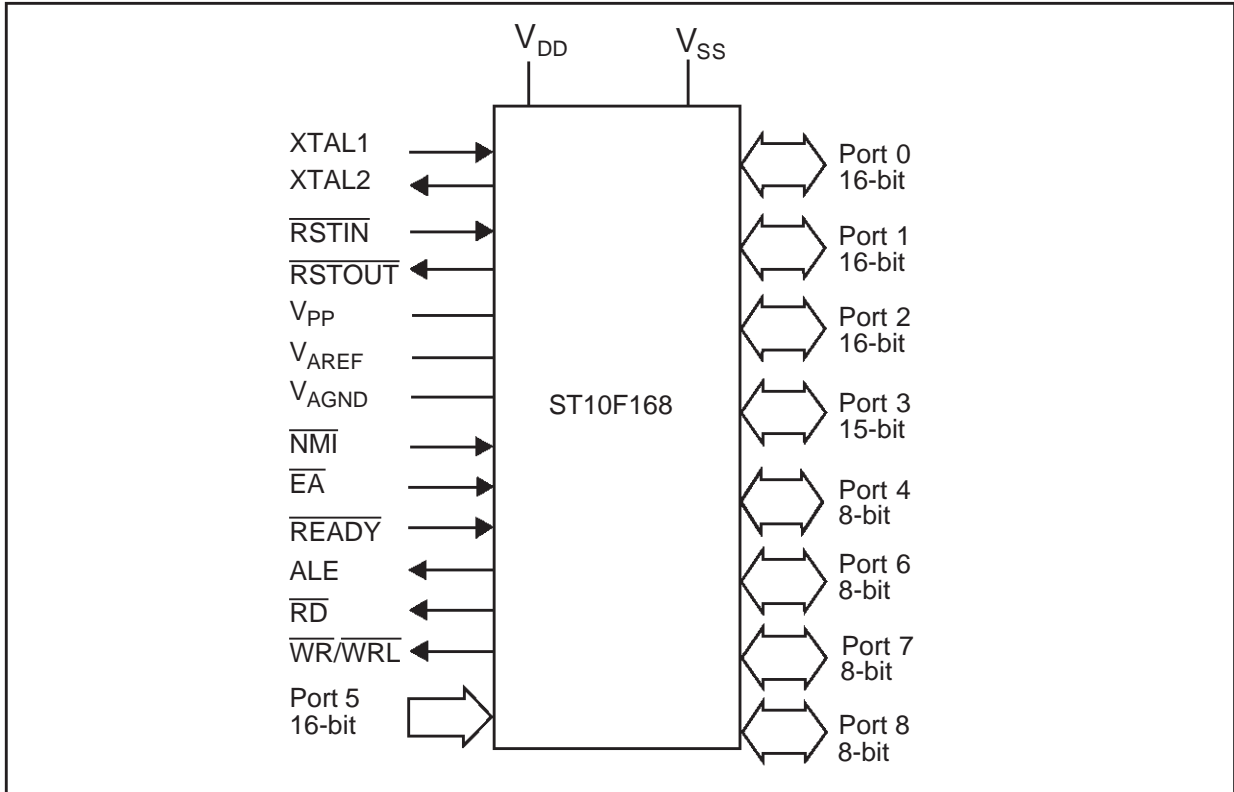 VDD
VSS
XTAL1
XTAL2
RSTIN
RSTOUT
VPP
VAREF
VAGND
NMI
EA
READY
ALE
RD
WR/WRL
Port 5
16-bit
ST10F168
Port 0
16-bit
Port 1
16-bit
Port 2
16-bit
Port 3
15-bit
Port 4
8-bit
Port 6
8-bit
Port 7
8-bit
Port 8
8-bit